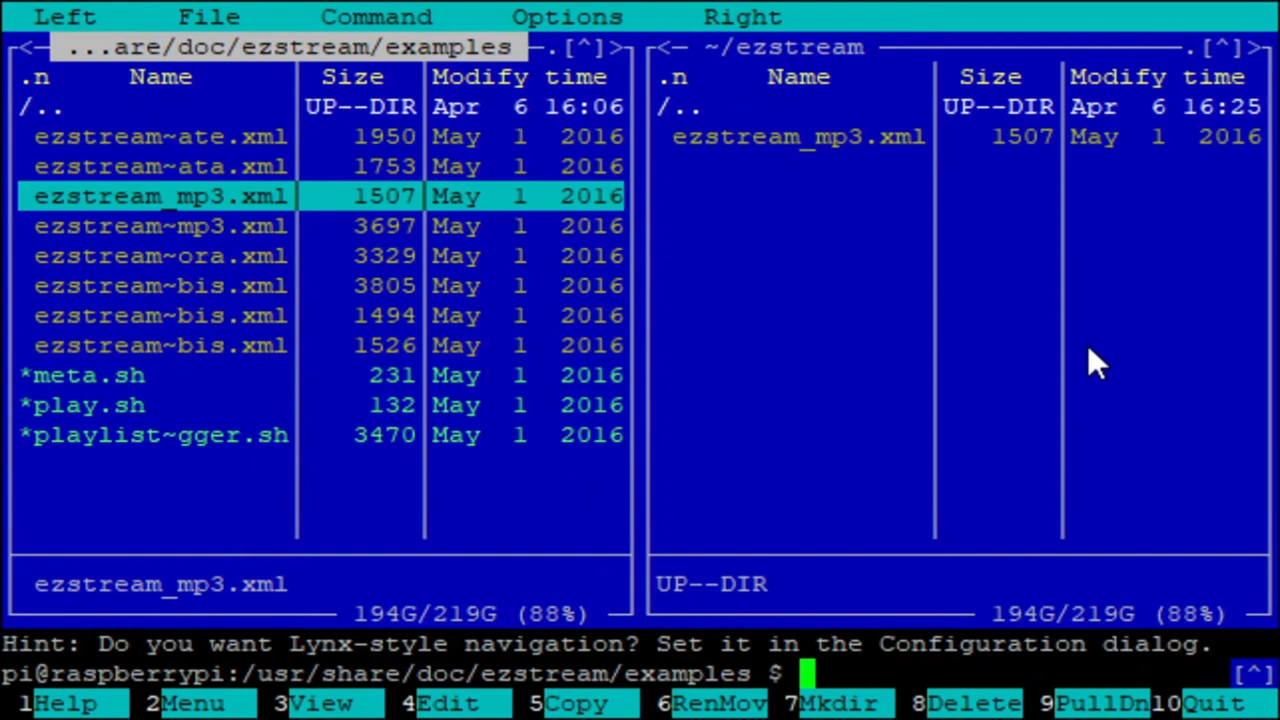 Left File Command Options Right
<─ ...are/doc/ezstream/examples ─.[^]> <─ ~/ezstream ─.[^]>
.n Name Size Modify time .n Name Size Modify time
/.. UP--DIR Apr 6 16:06 /.. UP--DIR Apr 6 16:25
ezstream~ate.xml 1950 May 1 2016 ezstream_mp3.xml 1507 May 1 2016
ezstream~ata.xml 1753 May 1 2016
ezstream_mp3.xml 1507 May 1 2016
ezstream~mp3.xml 3697 May 1 2016
ezstream~ora.xml 3329 May 1 2016
ezstream~bis.xml 3805 May 1 2016
ezstream~bis.xml 1494 May 1 2016
ezstream~bis.xml 1526 May 1 2016
*meta.sh 231 May 1 2016
*play.sh 132 May 1 2016
*playlist~gger.sh 3470 May 1 2016
ezstream_mp3.xml UP--DIR
194G/219G (88%) 194G/219G (88%)
Hint: Do you want Lynx-style navigation? Set it in the Configuration dialog.
pi@raspberrypi:/usr/share/doc/ezstream/examples $ [^]
1Help 2Menu 3View 4Edit 5Copy 6RenMov 7Mkdir 8Delete 9PullDn 10Quit